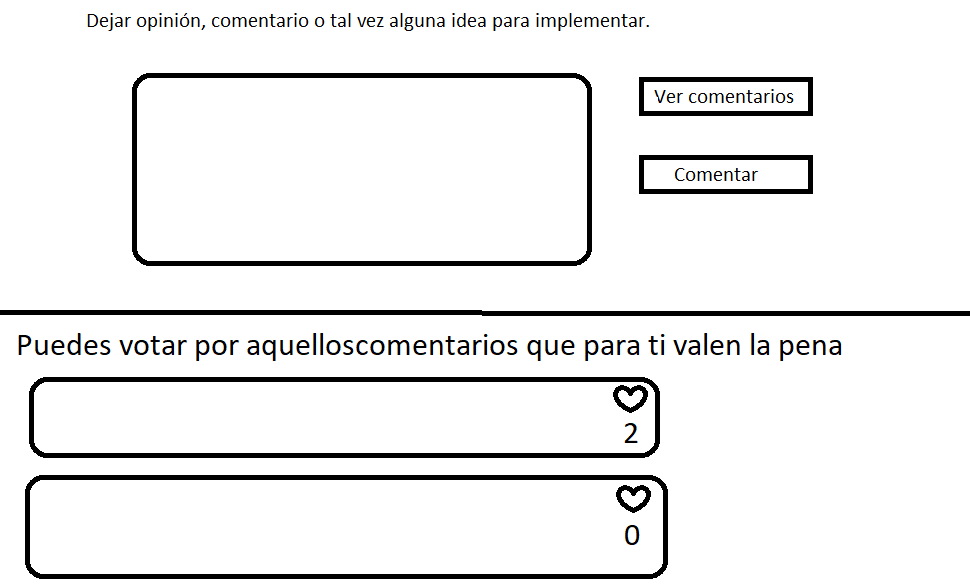 Dejar opinión, comentario o tal vez alguna idea para implementar.
Ver comentarios
Comentar
Puedes votar por aquelloscomentarios que para ti valen la pena
2
0